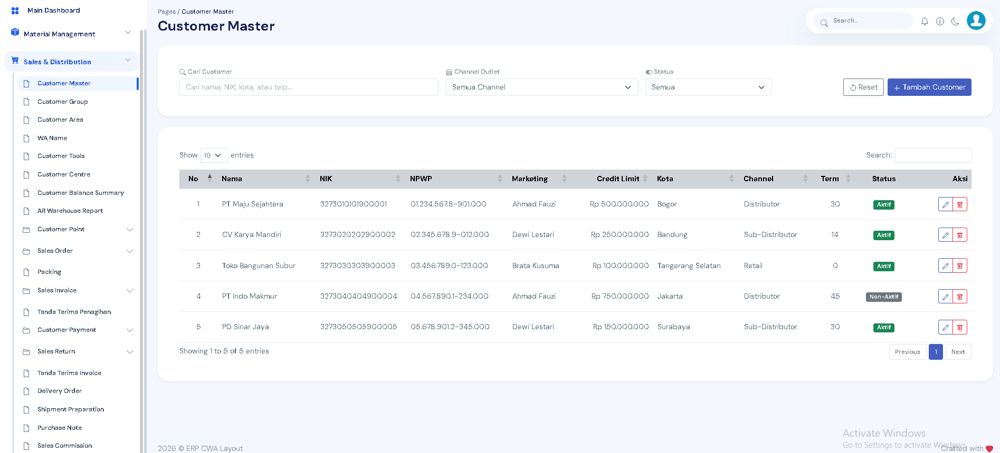 Main Dashboard
Material Management
Sales & Distribution
Customer Master
Customer Group
Customer Area
WA Name
Customer Tools
Customer Centre
Customer Balance Summary
AR Warehouse Report
Customer Point
Sales Order
Packing
Sales Invoice
Tanda Terima Penagihan
Customer Payment
Sales Return
Tanda Terima Invoice
Delivery Order
Shipment Preparation
Purchase Note
Sales Commission
Pages / Customer Master
Customer Master
Search...
Cari Customer
Channel Outlet
Status
Cari nama, NIK, kota, atau telp...
Semua Channel
Semua
Reset
+ Tambah Customer
Show 10 entries
Search:
No Nama NIK NPWP Marketing Credit Limit Kota Channel Term Status Aksi
1 PT Maju Sejahtera 3273010101900001 01.234.567.8-901.000 Ahmad Fauzi Rp 500.000.000 Bogor Distributor 30 Aktif
2 CV Karya Mandiri 3273020202900002 02.345.678.9-012.000 Dewi Lestari Rp 250.000.000 Bandung Sub-Distributor 14 Aktif
3 Toko Bangunan Subur 3273030303900003 03.456.789.0-123.000 Brata Kusuma Rp 100.000.000 Tangerang Selatan Retail 0 Aktif
4 PT Indo Makmur 3273040404900004 04.567.890.1-234.000 Ahmad Fauzi Rp 750.000.000 Jakarta Distributor 45 Non-Aktif
5 PD Sinar Jaya 3273050505900005 05.678.901.2-345.000 Dewi Lestari Rp 150.000.000 Surabaya Sub-Distributor 30 Aktif
Showing 1 to 5 of 5 entries
Previous 1 Next
Activate Windows
Go to Settings to activate Windows.
2026 © ERP CWA Layout
Crafted with